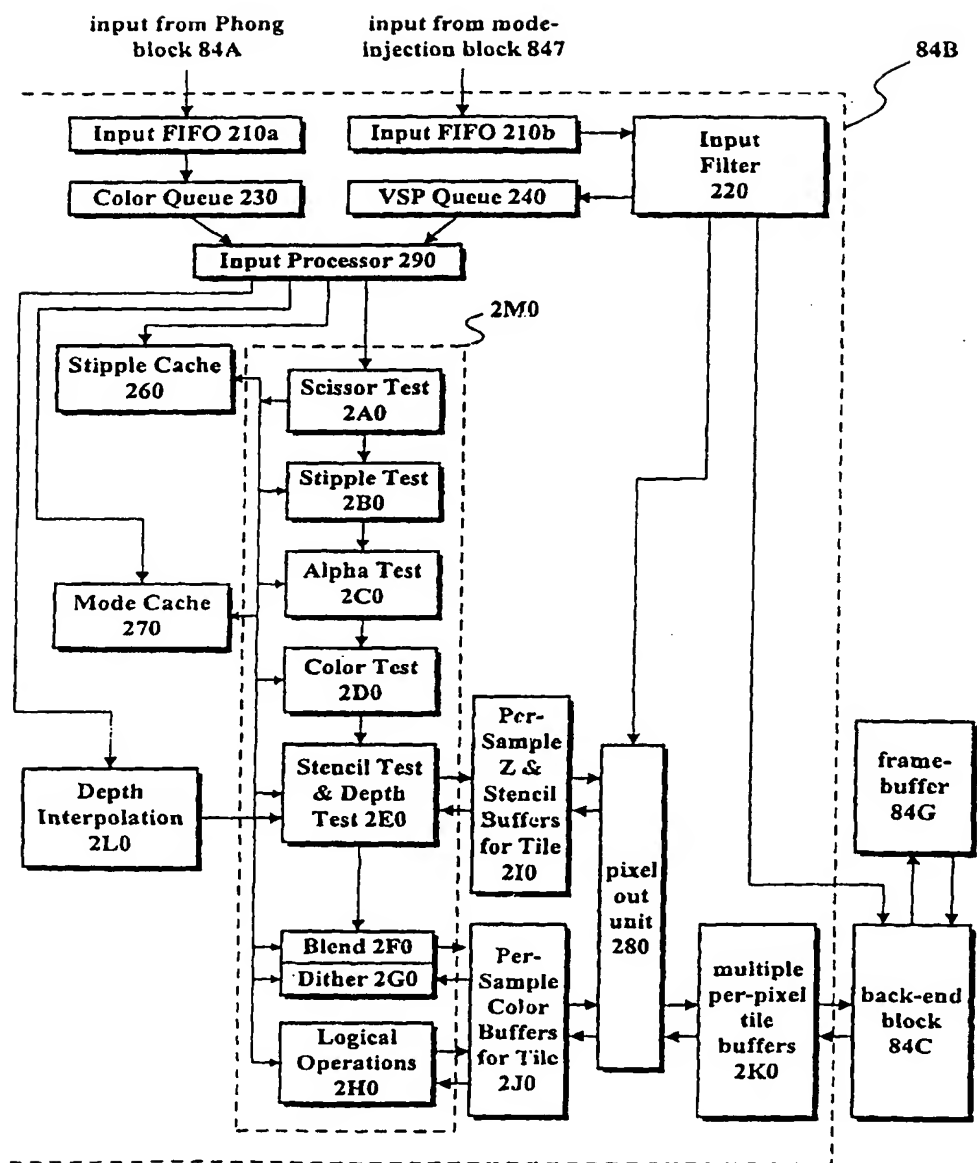 input from Phong
block 84A
input from mode-
injection block 847
84B
Input FIFO 210a
Input FIFO 210b
Input
Filter
220
Color Queue 230
VSP Queue 240
Input Processor 290
2M0
Stipple Cache
260
Scissor Test
2A0
Stipple Test
2B0
Alpha Test
2C0
Mode Cache
270
Color Test
2D0
Stencil Test
& Depth
Test 2E0
Depth
Interpolation
2L0
Per-
Sample
Z &
Stencil
Buffers
for Tile
2I0
pixel
out
unit
280
frame-
buffer
84G
Blend 2F0
Dither 2G0
Logical
Operations
2H0
Per-
Sample
Color
Buffers
for Tile
2J0
multiple
per-pixel
tile
buffers
2K0
back-end
block
84C